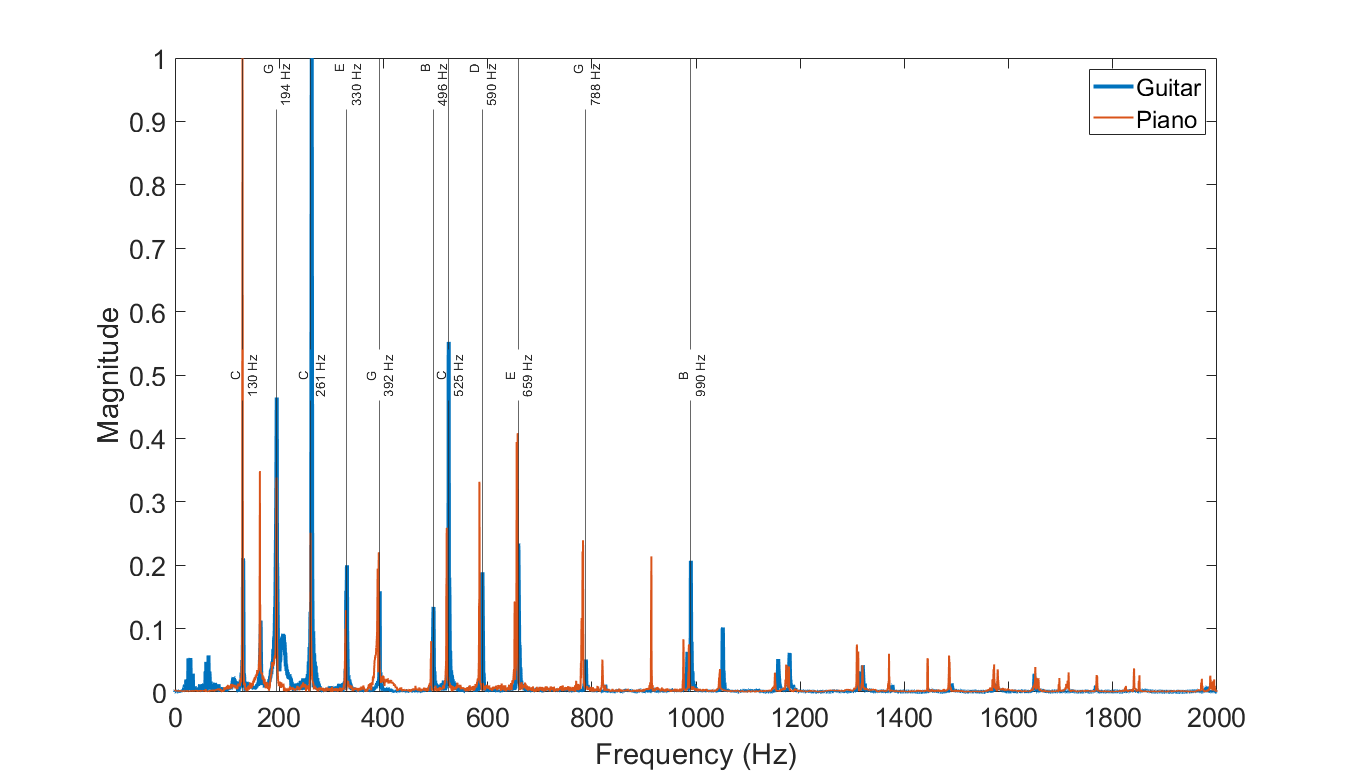 1
0.9
0.8
0.7
0.6
0.5
0.4
0.3
0.2
0.1
0
Magnitude
G
194 Hz
E
330 Hz
B
496 Hz
D
590 Hz
G
788 Hz
C
130 Hz
C
261 Hz
G
392 Hz
C
525 Hz
E
659 Hz
B
990 Hz
Guitar
Piano
0 200 400 600 800 1000 1200 1400 1600 1800 2000
Frequency (Hz)